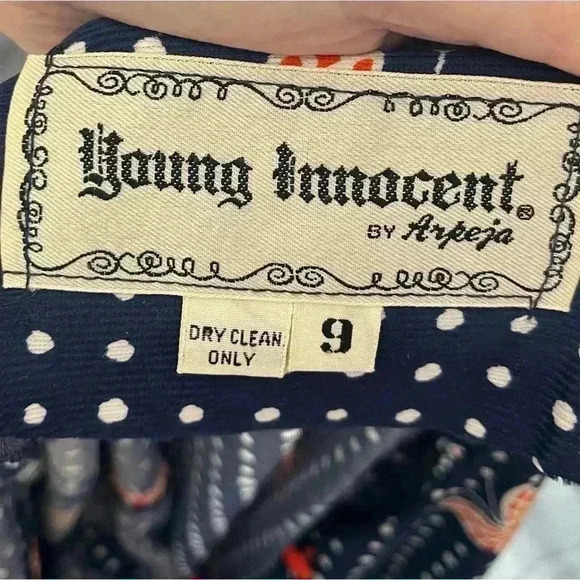 Young Innocent®
BY Arpeja
DRY CLEAN
ONLY
9